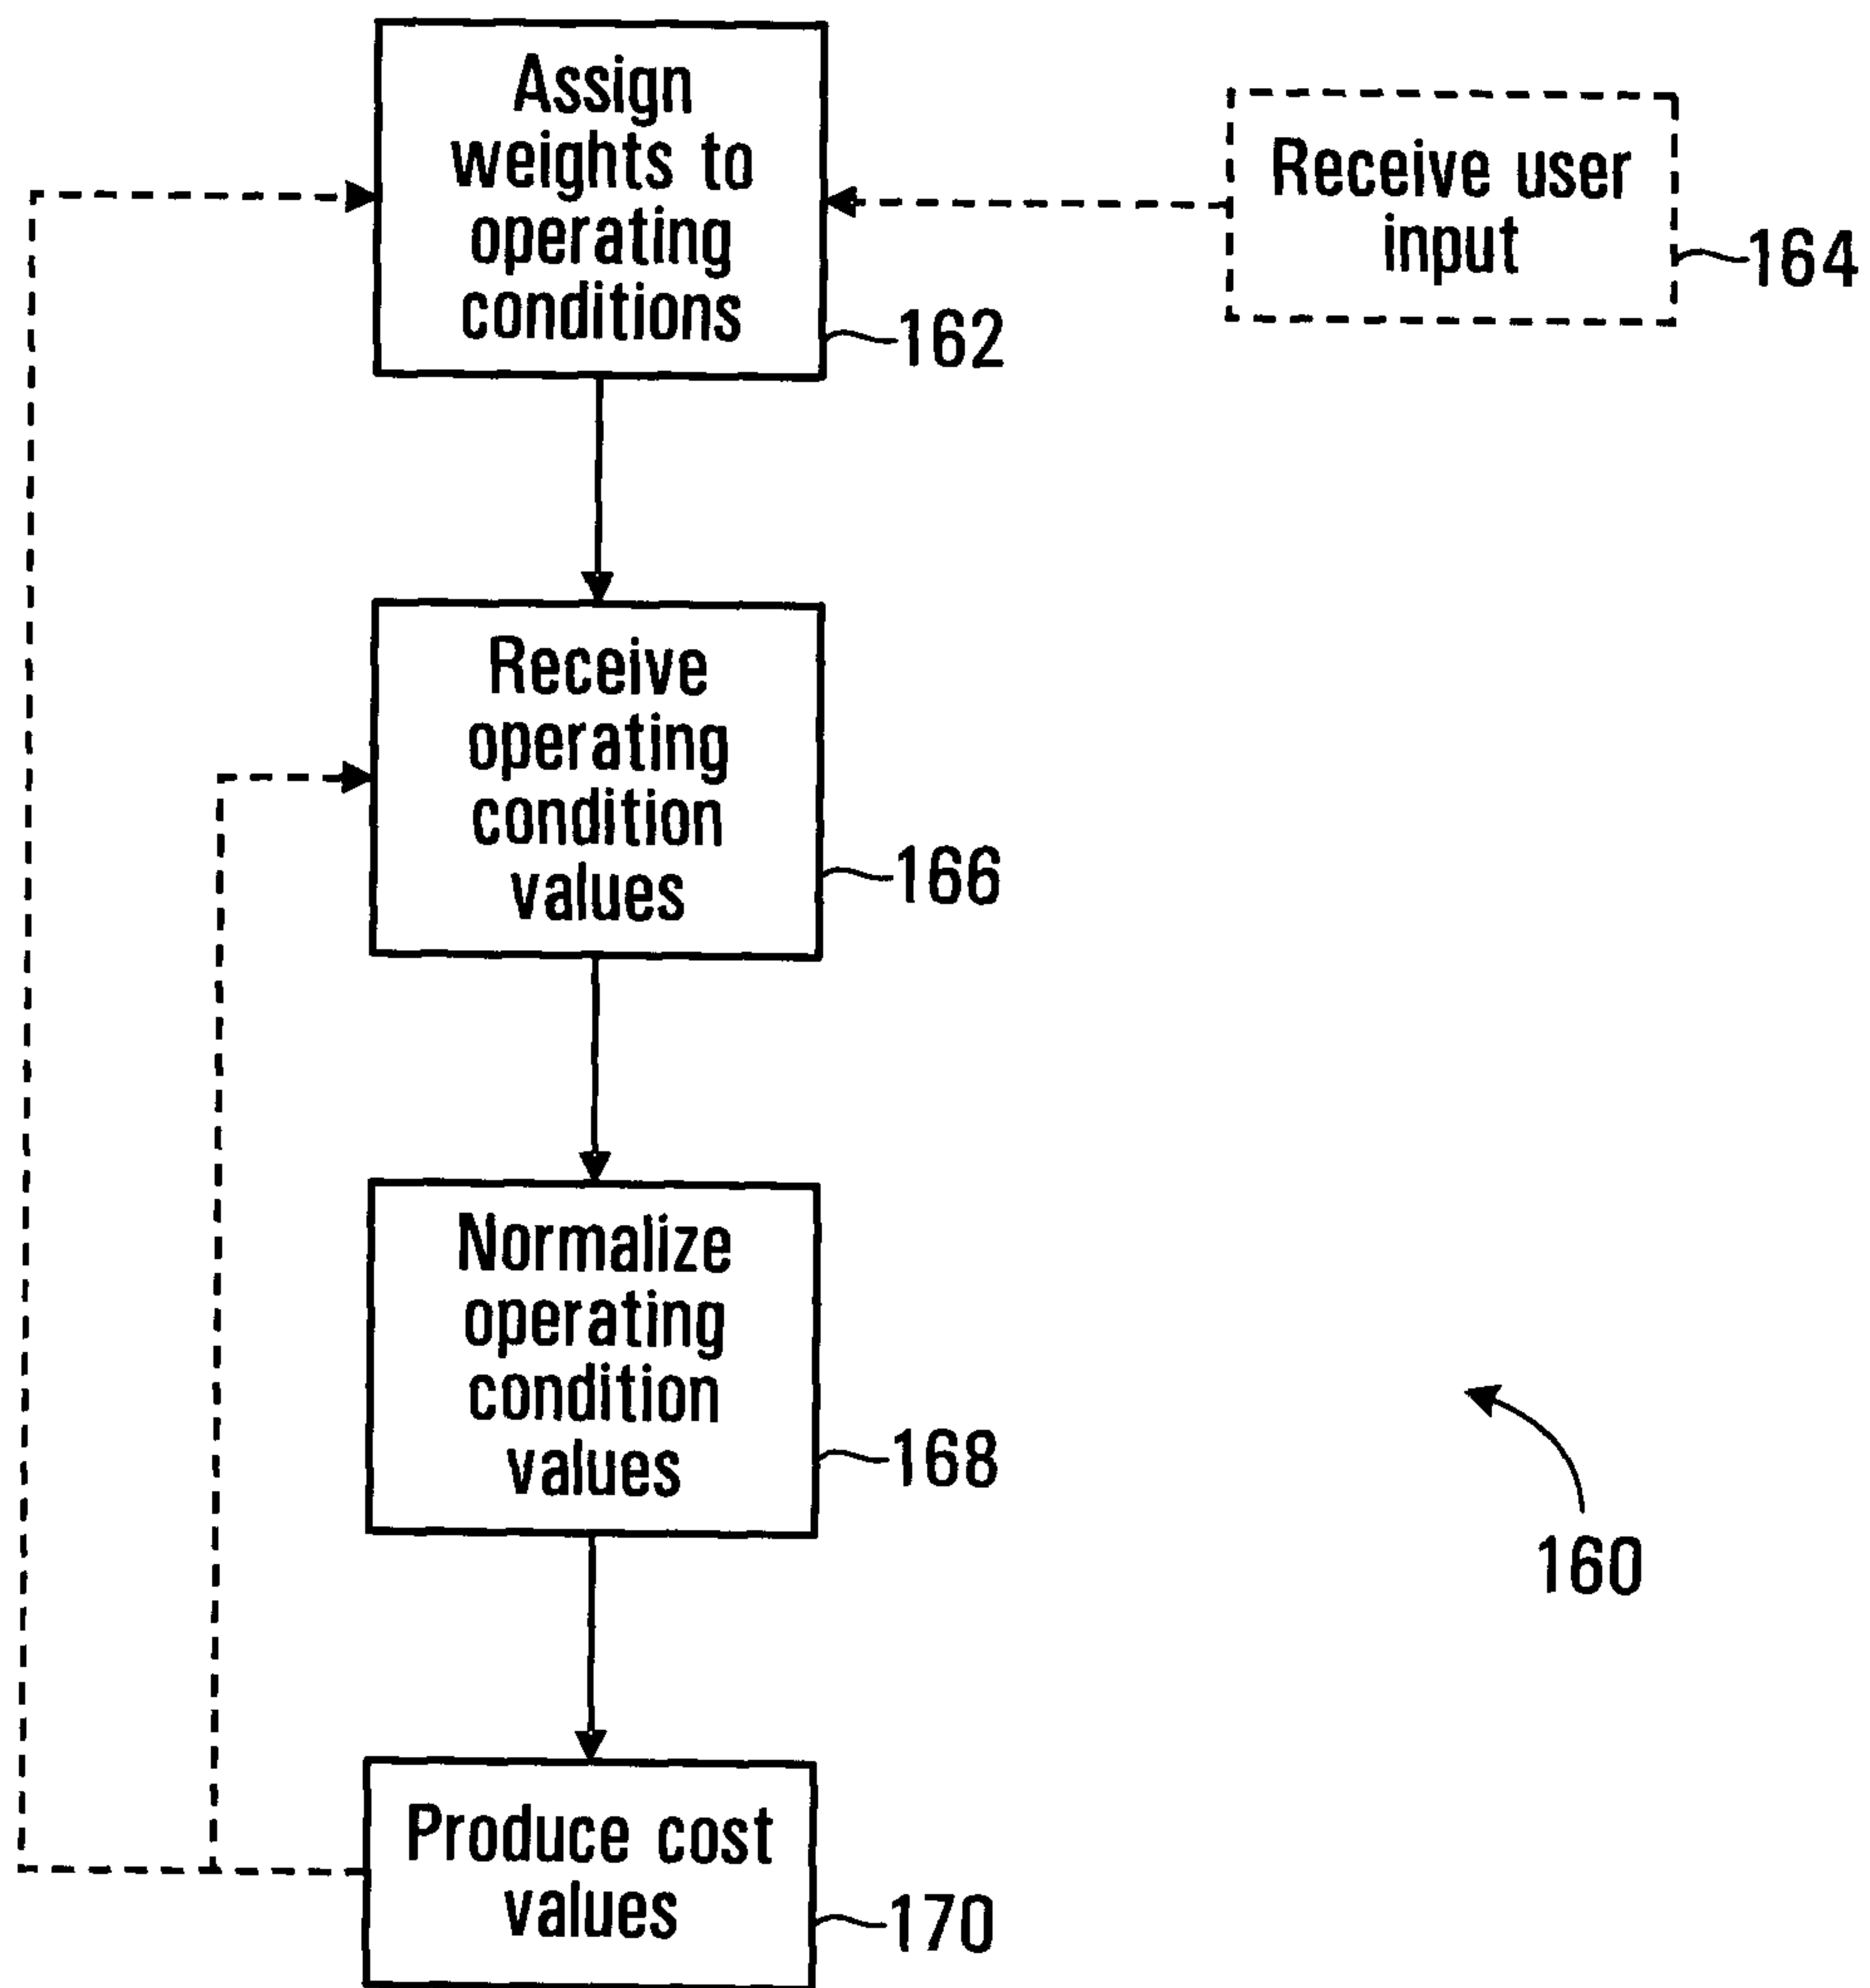 Assign
weights to
operating
conditions
162
Receive user
input
164
Receive
operating
condition
values
166
Normalize
operating
condition
values
168
160
Produce cost
values
170